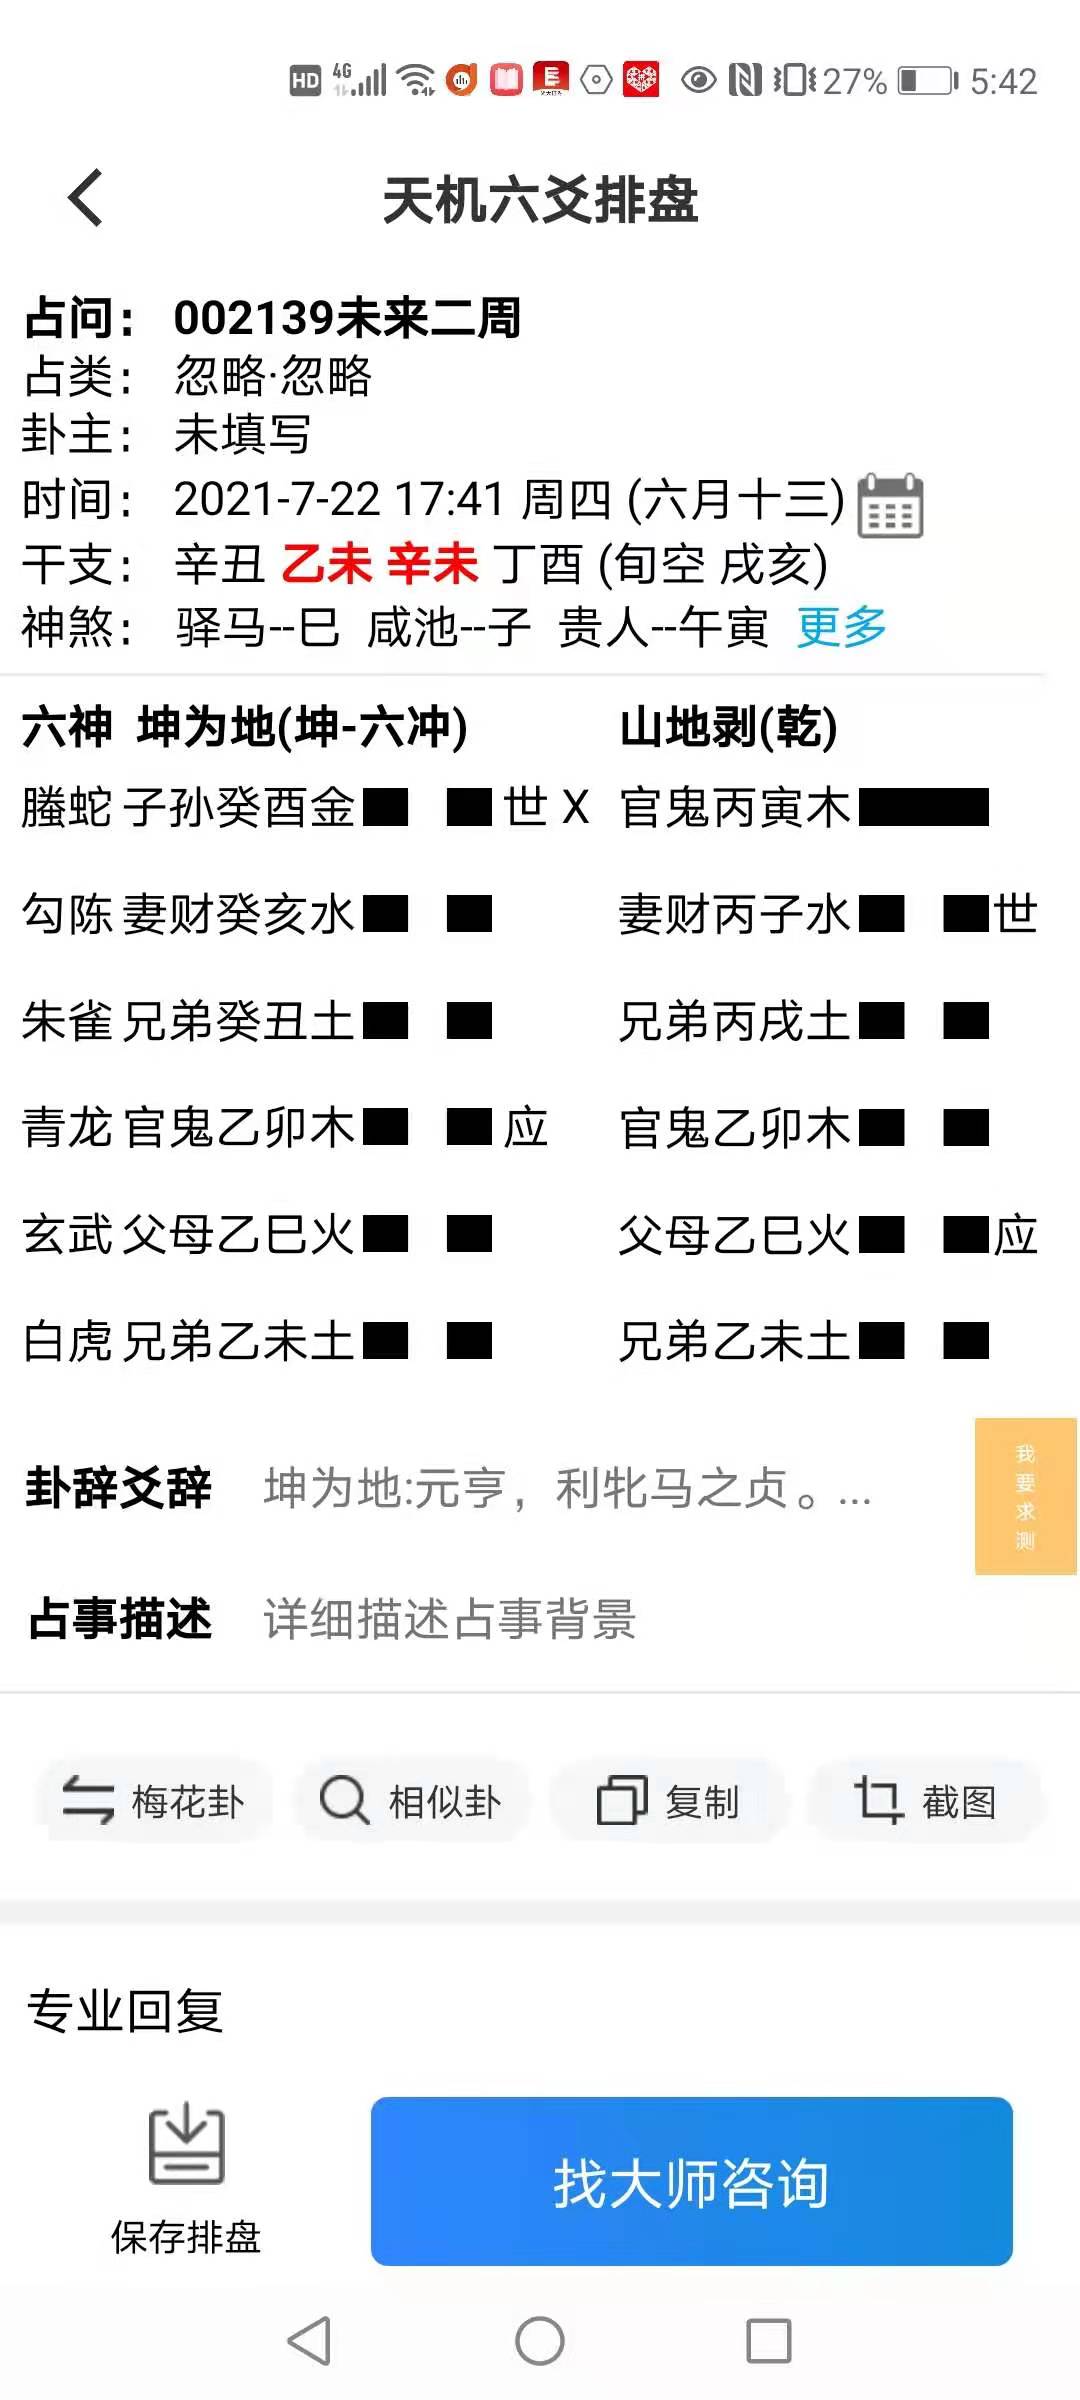 HD 4G 27% 5:42
天机六爻排盘
占问： 002139未来二周
占类： 忽略·忽略
卦主： 未填写
时间： 2021-7-22 17:41 周四 (六月十三)
干支： 辛丑 乙未 辛未 丁酉 (旬空 戌亥)
神煞： 驿马--巳 咸池--子 贵人--午寅 更多
六神 坤为地(坤-六冲) 山地剥(乾)
螣蛇 子孙癸酉金 世 X 官鬼丙寅木
勾陈 妻财癸亥水 妻财丙子水 世
朱雀 兄弟癸丑土 兄弟丙戌土
青龙 官鬼乙卯木 应 官鬼乙卯木
玄武 父母乙巳火 父母乙巳火 应
白虎 兄弟乙未土 兄弟乙未土
我要求测
卦辞爻辞 坤为地:元亨，利牝马之贞。...
占事描述 详细描述占事背景
梅花卦 相似卦 复制 截图
专业回复
保存排盘
找大师咨询